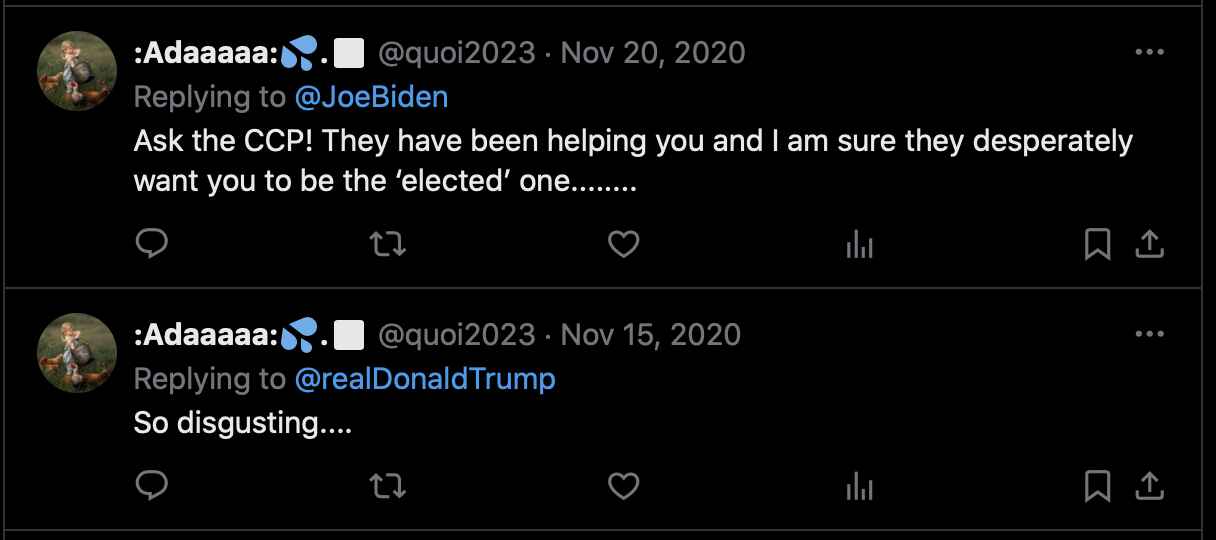 :Adaaaaa:💦.⬜ @quoi2023 · Nov 20, 2020
Replying to @JoeBiden
Ask the CCP! They have been helping you and I am sure they desperately
want you to be the ‘elected’ one........
:Adaaaaa:💦.⬜ @quoi2023 · Nov 15, 2020
Replying to @realDonaldTrump
So disgusting....